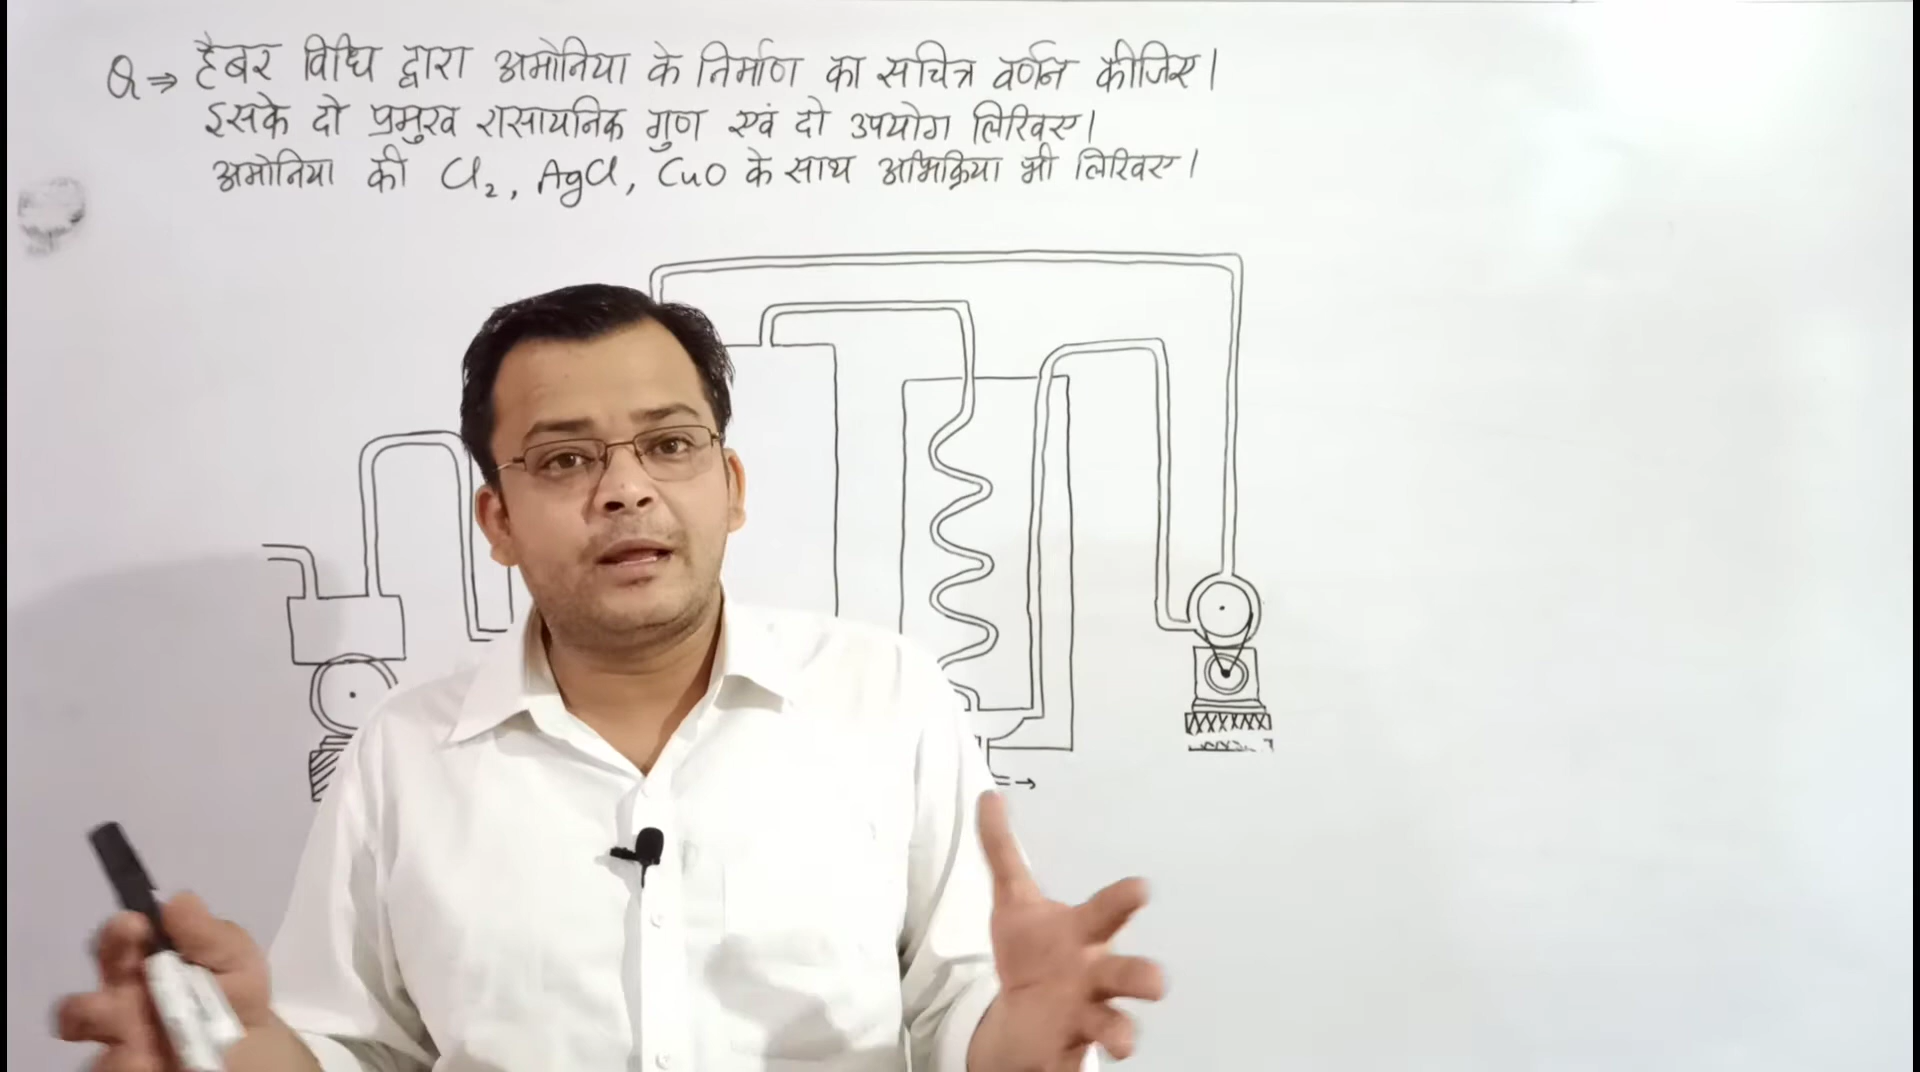 Q⇒ हैबर विधि द्वारा अमोनिया के निर्माण का सचित्र वर्णन कीजिए।
इसके दो प्रमुख रासायनिक गुण एवं दो उपयोग लिखिए।
अमोनिया की Cl₂, AgCl, CuO के साथ अभिक्रिया भी लिखिए।